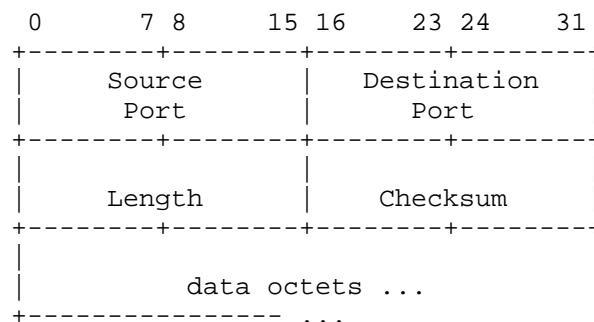 0 7 8 15 16 23 24 31
Source Destination
Port Port
Length Checksum
data octets ...
...